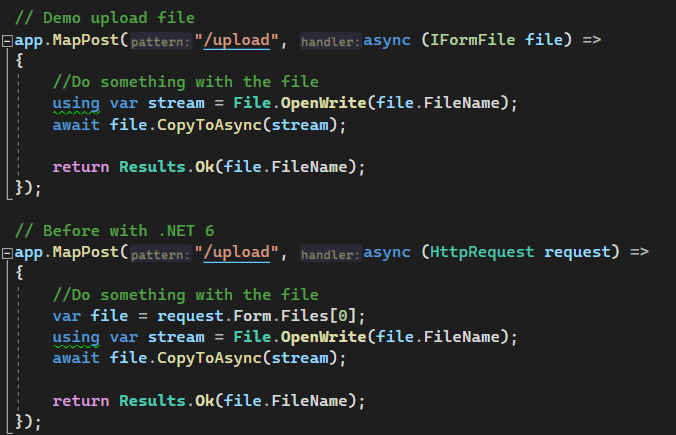 // Demo upload file
app.MapPost(pattern:"/upload", handler:async (IFormFile file) =>
{
//Do something with the file
using var stream = File.OpenWrite(file.FileName);
await file.CopyToAsync(stream);
return Results.Ok(file.FileName);
});
// Before with .NET 6
app.MapPost(pattern:"/upload", handler:async (HttpRequest request) =>
{
//Do something with the file
var file = request.Form.Files[0];
using var stream = File.OpenWrite(file.FileName);
await file.CopyToAsync(stream);
return Results.Ok(file.FileName);
});